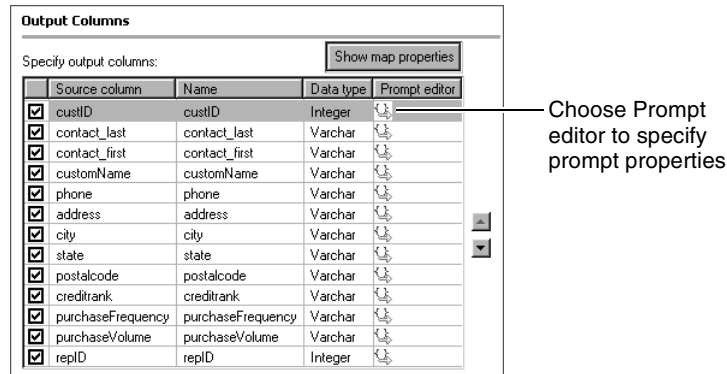 Output Columns
Specify output columns:
Show map properties
Source column Name Data type Prompt editor
custID custID Integer
contact_last contact_last Varchar
contact_first contact_first Varchar
customName customName Varchar
phone phone Varchar
address address Varchar
city city Varchar
state state Varchar
postalcode postalcode Varchar
creditrank creditrank Varchar
purchaseFrequency purchaseFrequency Varchar
purchaseVolume purchaseVolume Varchar
repID repID Integer
Choose Prompt
editor to specify
prompt properties